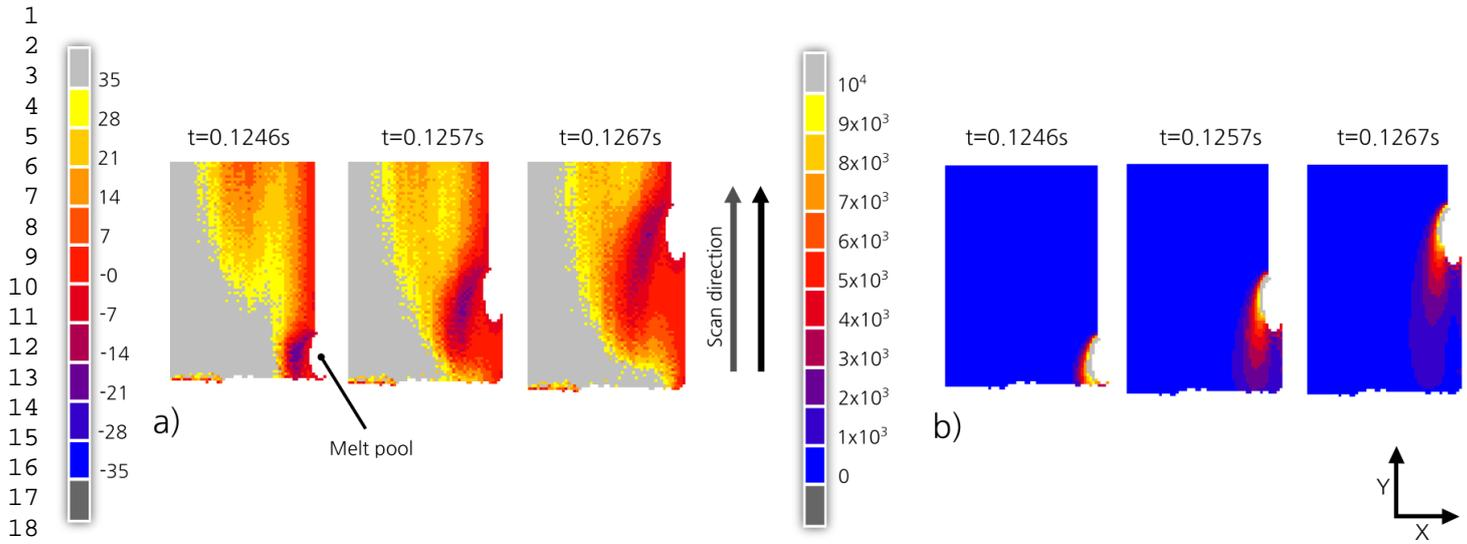 1
2
3
4
5
6
7
8
9
10
11
12
13
14
15
16
17
18
35
28
21
14
7
-0
-7
-14
-21
-28
-35
t=0.1246s
t=0.1257s
t=0.1267s
a)
Melt pool
Scan direction
10⁴
9x10³
8x10³
7x10³
6x10³
5x10³
4x10³
3x10³
2x10³
1x10³
0
t=0.1246s
t=0.1257s
t=0.1267s
b)
Y
X